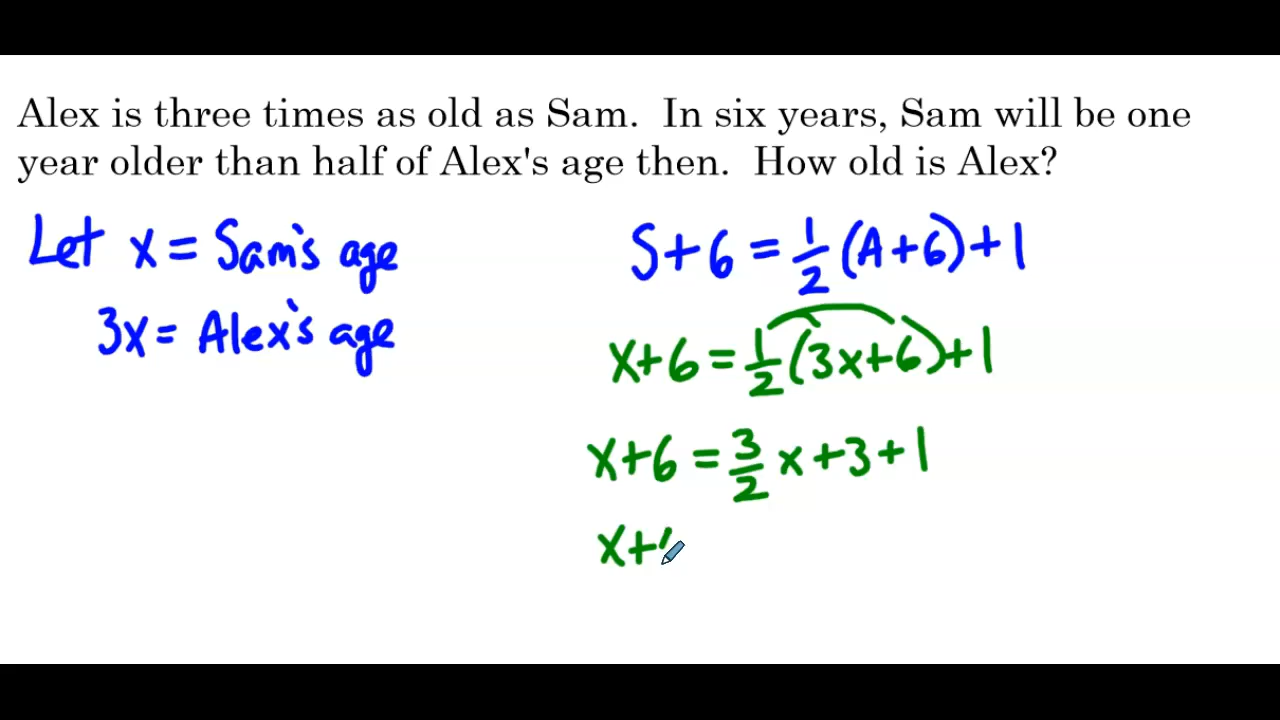 Alex is three times as old as Sam. In six years, Sam will be one
year older than half of Alex's age then. How old is Alex?
Let x = Sam's age
3x = Alex's age
S + 6 = 1/2 (A + 6) + 1
x + 6 = 1/2 (3x + 6) + 1
x + 6 = 3/2 x + 3 + 1
x +